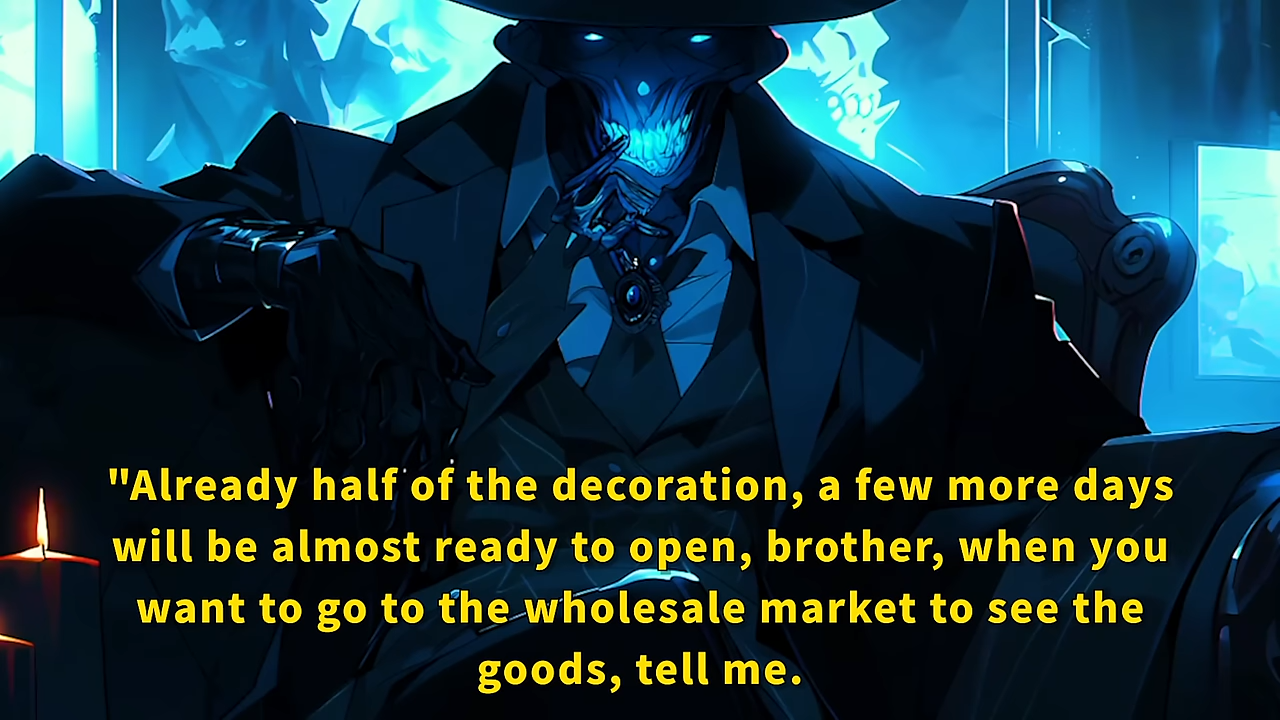 "Already half of the decoration, a few more days
will be almost ready to open, brother, when you
want to go to the wholesale market to see the
goods, tell me.